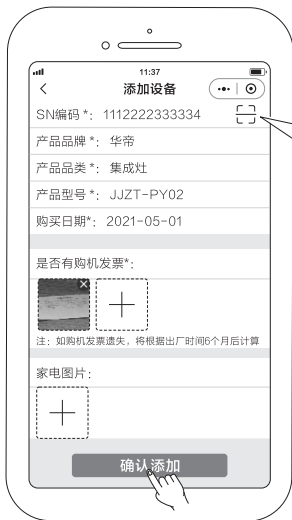 11:37
添加设备
SN编码*：1112222333334
产品品牌*：华帝
产品品类*：集成灶
产品型号*：JJZT-PY02
购买日期*：2021-05-01
是否有购机发票*：
注：如购机发票遗失，将根据出厂时间6个月后计算
家电图片：
确认添加